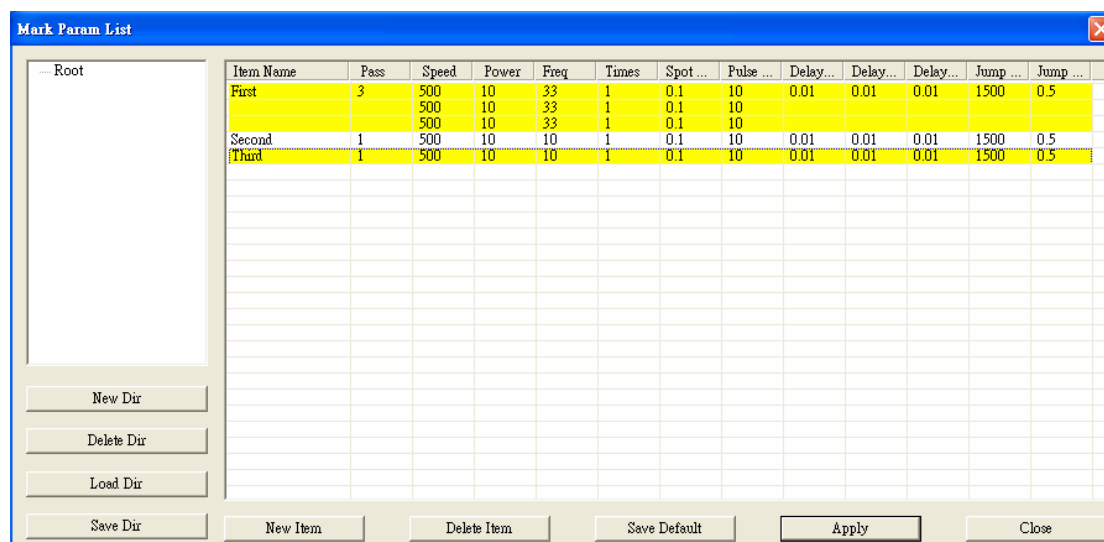 Mark Param List
Root
Item Name Pass Speed Power Freq Times Spot ... Pulse ... Delay... Delay... Delay... Jump ... Jump ...
First 3 500 10 33 1 0.1 10 0.01 0.01 0.01 1500 0.5
500 10 33 1 0.1 10
500 10 33 1 0.1 10
Second 1 500 10 10 1 0.1 10 0.01 0.01 0.01 1500 0.5
Third 1 500 10 10 1 0.1 10 0.01 0.01 0.01 1500 0.5
New Dir
Delete Dir
Load Dir
Save Dir
New Item Delete Item Save Default Apply Close